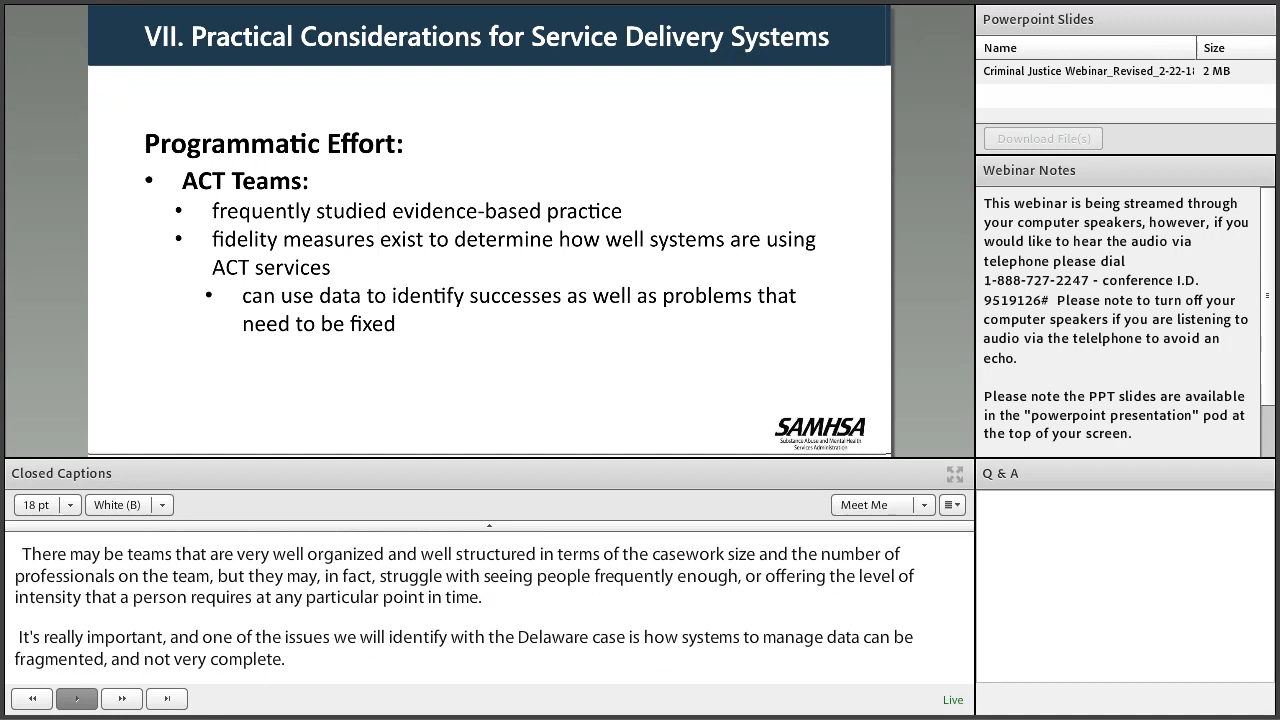 VII. Practical Considerations for Service Delivery Systems
Programmatic Effort:
• ACT Teams:
• frequently studied evidence-based practice
• fidelity measures exist to determine how well systems are using
ACT services
• can use data to identify successes as well as problems that
need to be fixed
SAMHSA
Substance Abuse and Mental Health
Services Administration
Powerpoint Slides
Name Size
Criminal Justice Webinar_Revised_2-22-18 2 MB
Download File(s)
Webinar Notes
This webinar is being streamed through
your computer speakers, however, if you
would like to hear the audio via
telephone please dial
1-888-727-2247 - conference I.D.
9519126# Please note to turn off your
computer speakers if you are listening to
audio via the telelphone to avoid an
echo.
Please note the PPT slides are available
in the "powerpoint presentation" pod at
the top of your screen.
Closed Captions
18 pt White (B) Meet Me
There may be teams that are very well organized and well structured in terms of the casework size and the number of
professionals on the team, but they may, in fact, struggle with seeing people frequently enough, or offering the level of
intensity that a person requires at any particular point in time.
It's really important, and one of the issues we will identify with the Delaware case is how systems to manage data can be
fragmented, and not very complete.
Live
Q & A